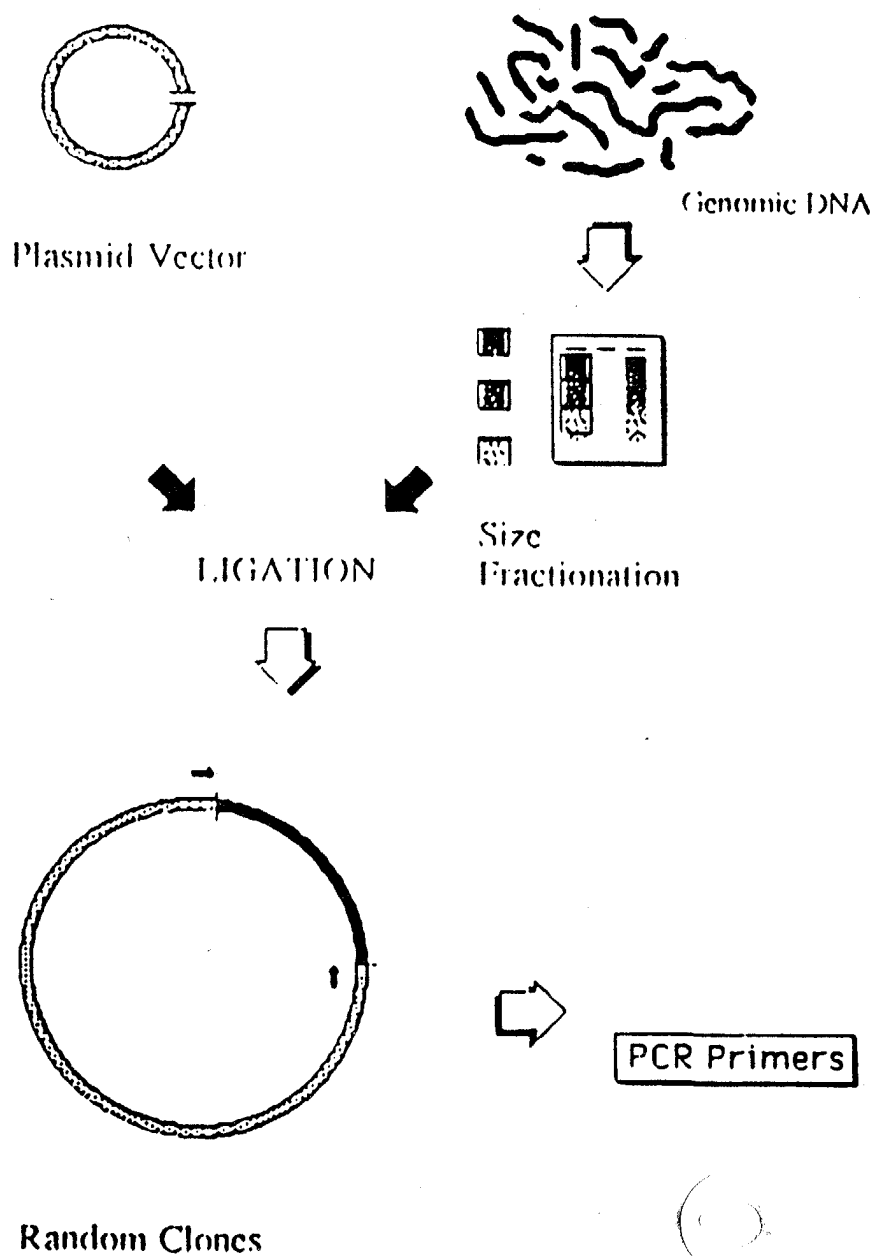 Genomic DNA
Plasmid Vector
Size
Fractionation
LIGATION
PCR Primers
Random Clones